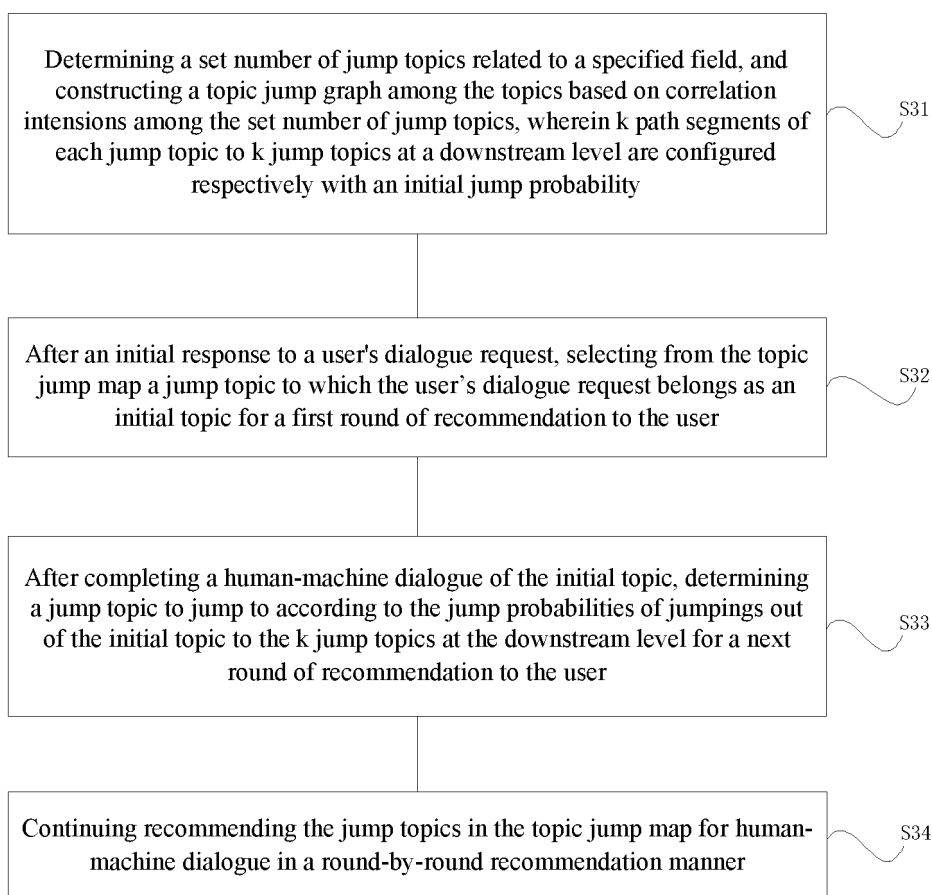 Determining a set number of jump topics related to a specified field, and
constructing a topic jump graph among the topics based on correlation
intensions among the set number of jump topics, wherein k path segments of
each jump topic to k jump topics at a downstream level are configured
respectively with an initial jump probability
S31
After an initial response to a user's dialogue request, selecting from the topic
jump map a jump topic to which the user’s dialogue request belongs as an
initial topic for a first round of recommendation to the user
S32
After completing a human-machine dialogue of the initial topic, determining
a jump topic to jump to according to the jump probabilities of jumpings out
of the initial topic to the k jump topics at the downstream level for a next
round of recommendation to the user
S33
Continuing recommending the jump topics in the topic jump map for human-
machine dialogue in a round-by-round recommendation manner
S34